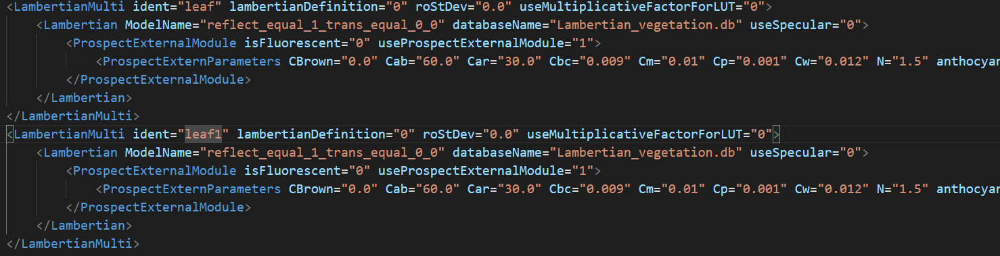 <LambertianMulti ident="leaf" lambertianDefinition="0" roStDev="0.0" useMultiplicativeFactorForLUT="0">
<Lambertian ModelName="reflect_equal_1_trans_equal_0_0" databaseName="Lambertian_vegetation.db" useSpecular="0">
<ProspectExternalModule isFluorescent="0" useProspectExternalModule="1">
<ProspectExternParameters CBrown="0.0" Cab="60.0" Car="30.0" Cbc="0.009" Cm="0.01" Cp="0.001" Cw="0.012" N="1.5" anthocyan
</ProspectExternalModule>
</Lambertian>
</LambertianMulti>
<LambertianMulti ident="leaf1" lambertianDefinition="0" roStDev="0.0" useMultiplicativeFactorForLUT="0">
<Lambertian ModelName="reflect_equal_1_trans_equal_0_0" databaseName="Lambertian_vegetation.db" useSpecular="0">
<ProspectExternalModule isFluorescent="0" useProspectExternalModule="1">
<ProspectExternParameters CBrown="0.0" Cab="60.0" Car="30.0" Cbc="0.009" Cm="0.01" Cp="0.001" Cw="0.012" N="1.5" anthocyan
</ProspectExternalModule>
</Lambertian>
</LambertianMulti>